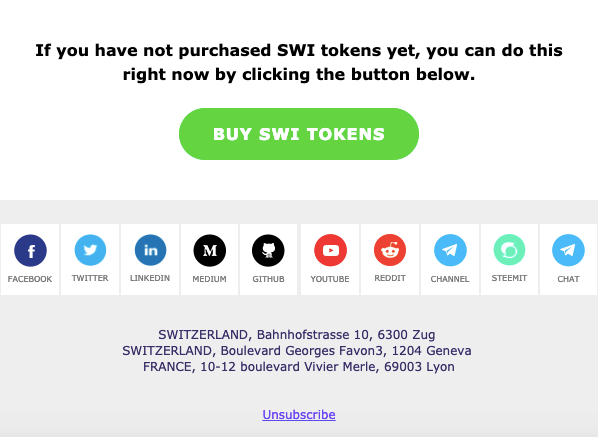 If you have not purchased SWI tokens yet, you can do this
right now by clicking the button below.
BUY SWI TOKENS
FACEBOOK TWITTER LINKEDIN MEDIUM GITHUB YOUTUBE REDDIT CHANNEL STEEMIT CHAT
SWITZERLAND, Bahnhofstrasse 10, 6300 Zug
SWITZERLAND, Boulevard Georges Favon3, 1204 Geneva
FRANCE, 10-12 boulevard Vivier Merle, 69003 Lyon
Unsubscribe